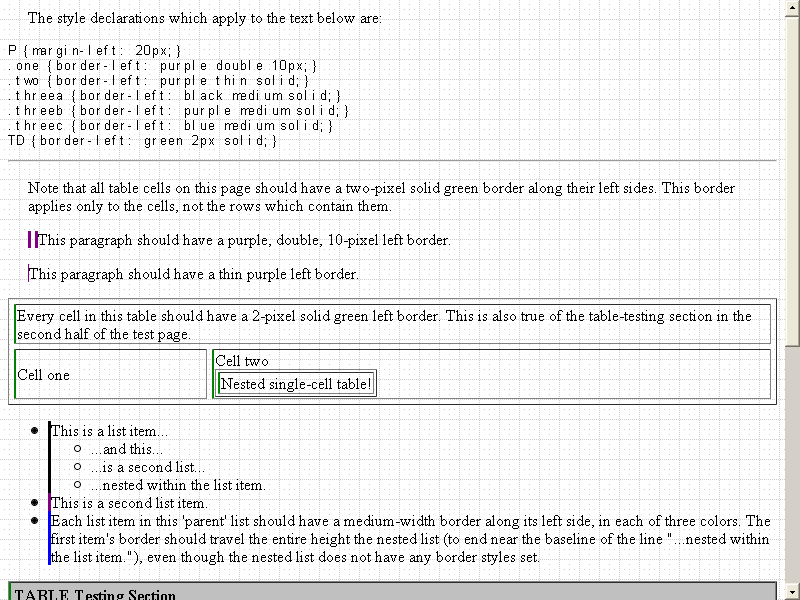 The style declarations which apply to the text below are:
P {margin-left: 20px;}
.one {border-left: purple double 10px;}
.two {border-left: purple thin solid;}
.threea {border-left: black medium solid;}
.threeb {border-left: purple medium solid;}
.threec {border-left: blue medium solid;}
TD {border-left: green 2px solid;}
Note that all table cells on this page should have a two-pixel solid green border along their left sides. This border
applies only to the cells, not the rows which contain them.
This paragraph should have a purple, double, 10-pixel left border.
This paragraph should have a thin purple left border.
Every cell in this table should have a 2-pixel solid green left border. This is also true of the table-testing section in the
second half of the test page.
Cell one
Cell two
Nested single-cell table!
This is a list item...
...and this...
...is a second list...
...nested within the list item.
This is a second list item.
Each list item in this 'parent' list should have a medium-width border along its left side, in each of three colors. The
first item's border should travel the entire height the nested list (to end near the baseline of the line "...nested within
the list item."), even though the nested list does not have any border styles set.
TABLE Testing Section